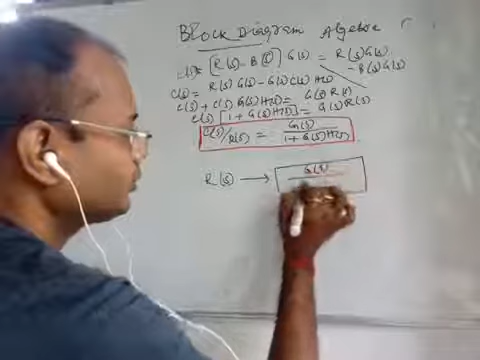 Block Diagram Algebra
C(s)= [R(s)-B(s)] G(s) = R(s)G(s)
-B(s)G(s)
C(s)= R(s) G(s) - G(s) C(s) H(s)
C(s) + C(s) G(s) H(s) = G(s) R(s)
C(s) [1 + G(s) H(s)] = G(s) R(s)
C(s)/R(s) = G(s)
1 + G(s) H(s)
R(s) → G(s)